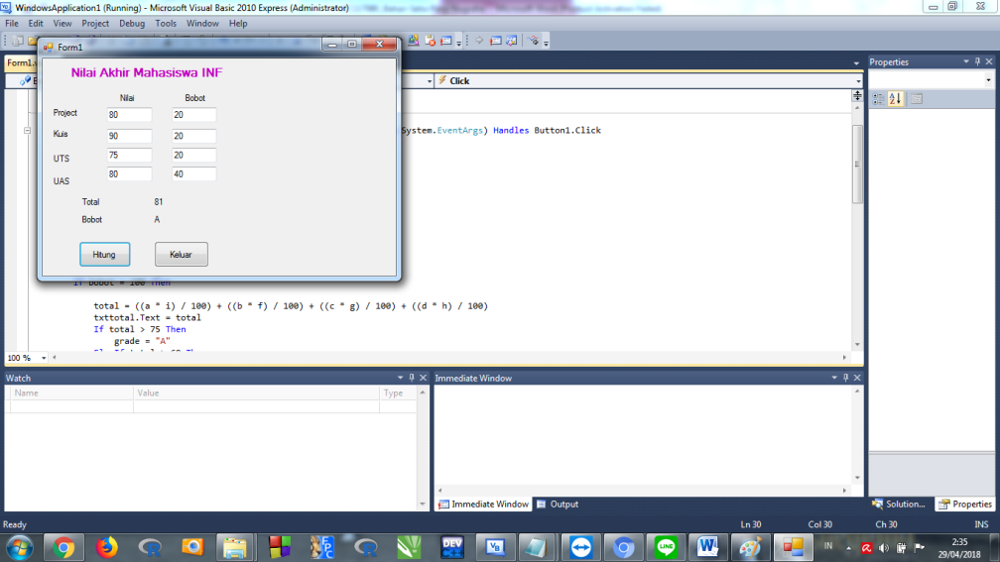 WindowsApplication1 (Running) - Microsoft Visual Basic 2010 Express (Administrator)
File Edit View Project Debug Tools Window Help
Form1
Form1.v
Nilai Akhir Mahasiswa INF
Nilai Bobot
Project 80 20
Kuis 90 20
UTS 75 20
UAS 80 40
Total 81
Bobot A
Hitung Keluar
Click
System.EventArgs) Handles Button1.Click
If bobot = 100 Then
total = ((a * i) / 100) + ((b * f) / 100) + ((c * g) / 100) + ((d * h) / 100)
txttotal.Text = total
If total > 75 Then
grade = "A"
100 %
Properties
Watch
Name Value Type
Immediate Window
Immediate Window Output
Solution... Properties
Ready Ln 30 Col 30 Ch 30 INS
DEV
LINE
IN
2:35
29/04/2018